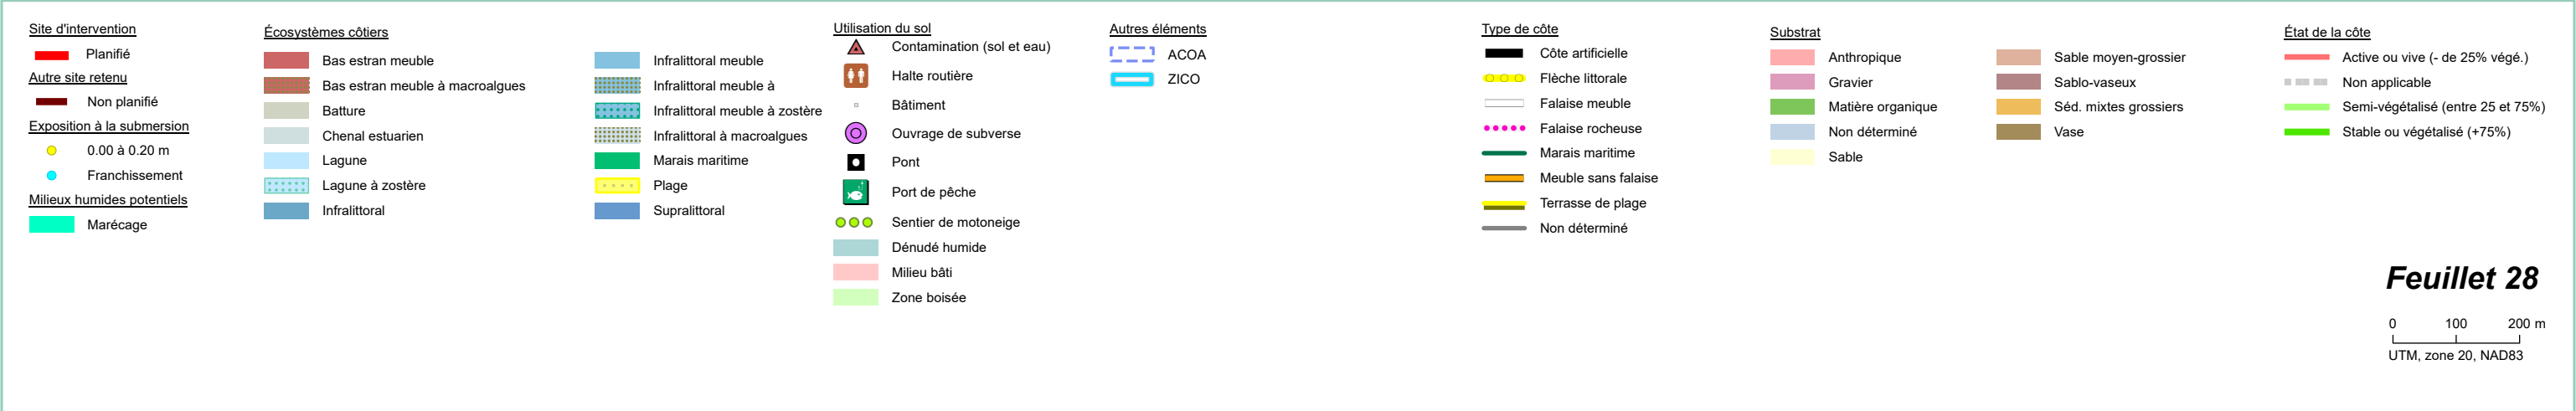 Site d'intervention
Planifié
Autre site retenu
Non planifié
Exposition à la submersion
0.00 à 0.20 m
Franchissement
Milieux humides potentiels
Marécage
Écosystèmes côtiers
Bas estran meuble
Bas estran meuble à macroalgues
Batture
Chenal estuarien
Lagune
Lagune à zostère
Infralittoral
Infralittoral meuble
Infralittoral meuble à
Infralittoral meuble à zostère
Infralittoral à macroalgues
Marais maritime
Plage
Supralittoral
Utilisation du sol
Contamination (sol et eau)
Halte routière
Bâtiment
Ouvrage de subverse
Pont
Port de pêche
Sentier de motoneige
Dénudé humide
Milieu bâti
Zone boisée
Autres éléments
ACOA
ZICO
Type de côte
Côte artificielle
Flèche littorale
Falaise meuble
Falaise rocheuse
Marais maritime
Meuble sans falaise
Terrasse de plage
Non déterminé
Substrat
Anthropique
Gravier
Matière organique
Non déterminé
Sable
Sable moyen-grossier
Sablo-vaseux
Séd. mixtes grossiers
Vase
État de la côte
Active ou vive (- de 25% végé.)
Non applicable
Semi-végétalisé (entre 25 et 75%)
Stable ou végétalisé (+75%)
Feuillet 28
0 100 200 m
UTM, zone 20, NAD83